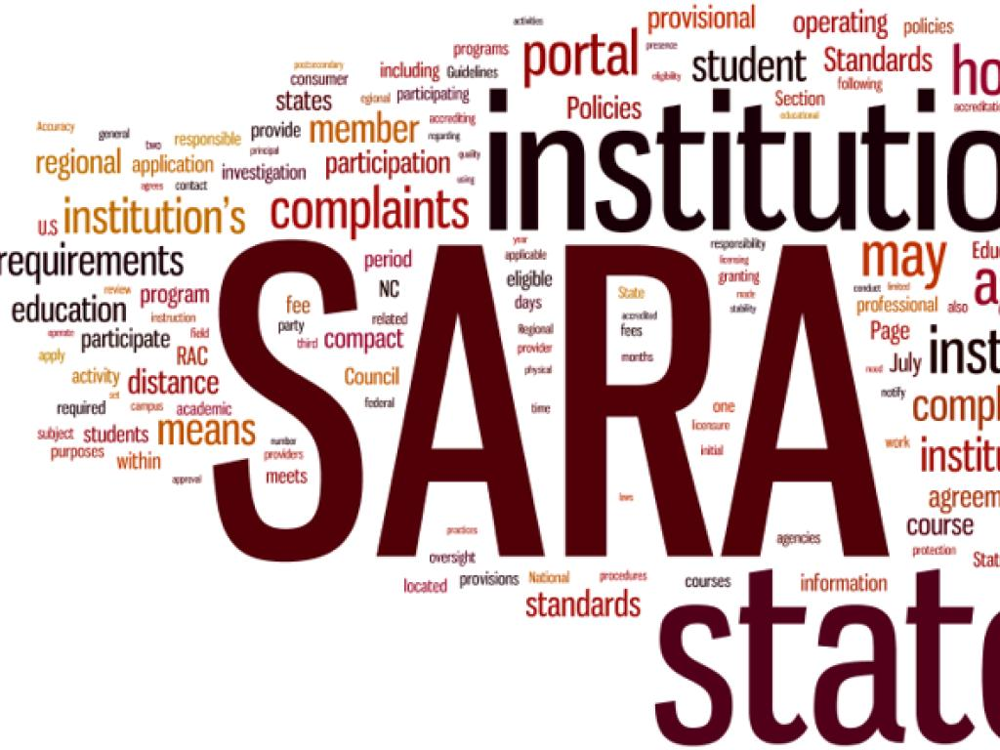 activities
provisional
operating
policies
programs
portal
presence
student
Standards
ho
postsecondary
consumer
including
Guidelines
eligibility
following
states
egional
participating
Policies
Section
educational
accreditatio
Accuracy
general
two
responsible
provide
member
accrediting
regarding
institutio
regional
application
principal
investigation
participation
quality
agrees
contact
using
u.s
institution's
complaints
requirements
SARA
period
year
applicable
responsibility
licensing
may
Educ
review
program
fee
NC
eligible
days
State
granting
made
stability
conduct
limited
professional
also
a
education
instruction
party
related
Regional
accredited
fees
operate
participate
field
third
compact
provider
months
Page
inst
apply
RAC
activity
distance
Council
physical
need
July
set
required
campus
academic
federal
time
one
notify
compl
subject
students
means
number
licensure
work
institu
purposes
within
providers
initial
approval
meets
laws
agreem
practices
agencies
course
oversight
protection
Stat
located
provisions
National
procedures
courses
information
standards
state